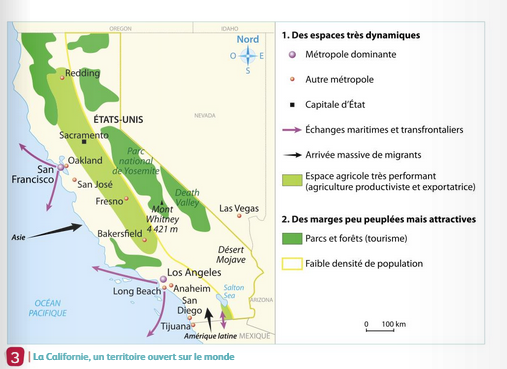 OREGON
IDAHO
Nord
O
E
S
Redding
NEVADA
ÉTATS-UNIS
Sacramento
Parc
national
de Yosemite
Oakland
San
Francisco
San José
Death
Valley
Fresno
Mont
Whitney
4 421 m
Las Vegas
Bakersfield
Asie
Désert
Mojave
Los Angeles
Long Beach
Anaheim
Salton
Sea
San
Diego
ARIZONA
OCÉAN
PACIFIQUE
Tijuana
Amérique latine
MEXIQUE
1. Des espaces très dynamiques
Métropole dominante
Autre métropole
Capitale d'État
Échanges maritimes et transfrontaliers
Arrivée massive de migrants
Espace agricole très performant
(agriculture productiviste et exportatrice)
2. Des marges peu peuplées mais attractives
Parcs et forêts (tourisme)
Faible densité de population
0 100 km
3 La Californie, un territoire ouvert sur le monde